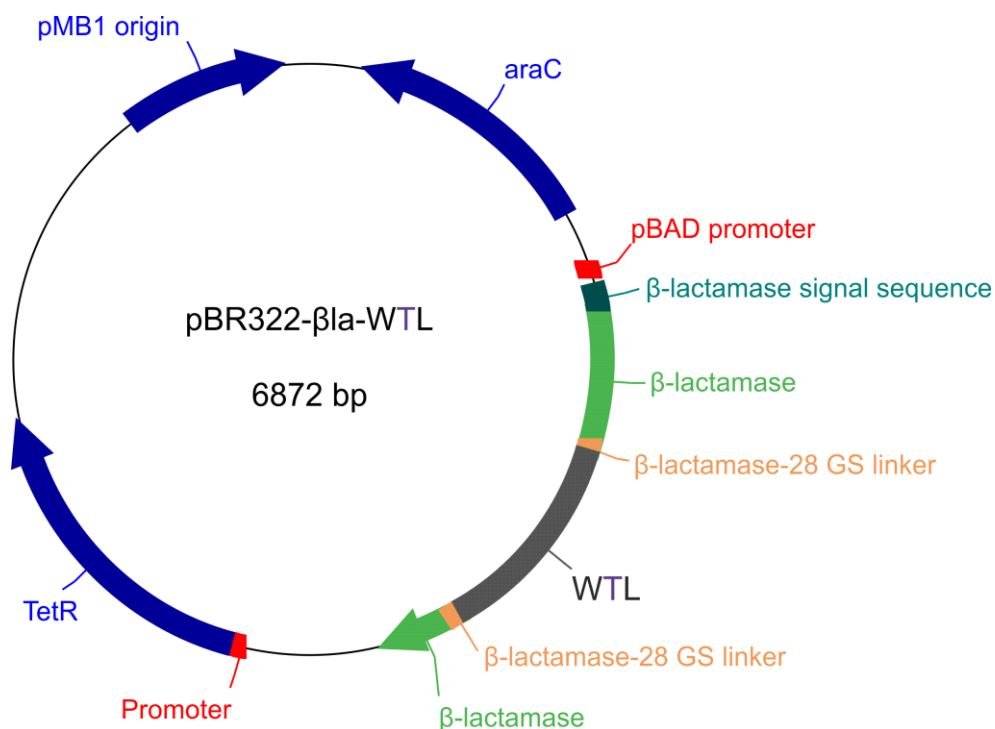 pMB1 origin
araC
pBAD promoter
β-lactamase signal sequence
pBR322-βla-WTL
6872 bp
β-lactamase
β-lactamase-28 GS linker
WTL
TetR
β-lactamase-28 GS linker
Promoter
β-lactamase